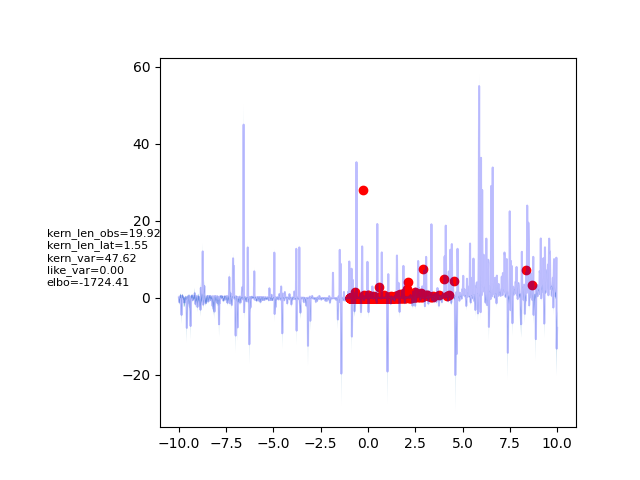 60
40
20
0
−20
kern_len_obs=19.92
kern_len_lat=1.55
kern_var=47.62
like_var=0.00
elbo=-1724.41
−10.0 −7.5 −5.0 −2.5 0.0 2.5 5.0 7.5 10.0